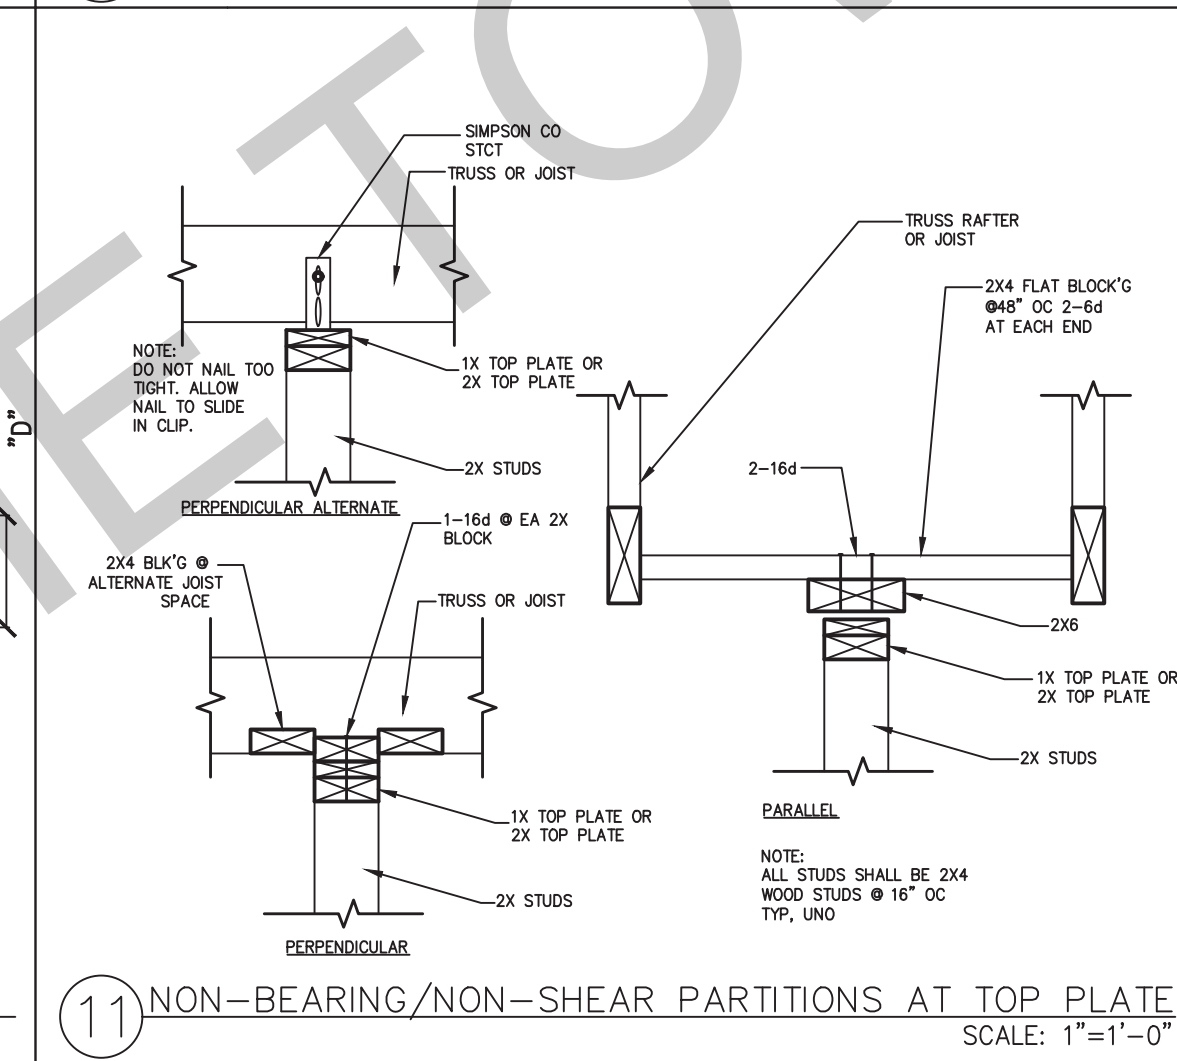 SIMPSON CO
STCT
TRUSS OR JOIST
NOTE:
DO NOT NAIL TOO
TIGHT. ALLOW
NAIL TO SLIDE
IN CLIP.
1X TOP PLATE OR
2X TOP PLATE
2X STUDS
PERPENDICULAR ALTERNATE
"D"
1-16d @ EA 2X
BLOCK
2X4 BLK'G @
ALTERNATE JOIST
SPACE
TRUSS OR JOIST
1X TOP PLATE OR
2X TOP PLATE
2X STUDS
PERPENDICULAR
TRUSS RAFTER
OR JOIST
2X4 FLAT BLOCK'G
@48" OC 2-6d
AT EACH END
2-16d
2X6
1X TOP PLATE OR
2X TOP PLATE
2X STUDS
PARALLEL
NOTE:
ALL STUDS SHALL BE 2X4
WOOD STUDS @ 16" OC
TYP, UNO
11 NON-BEARING/NON-SHEAR PARTITIONS AT TOP PLATE
SCALE: 1"=1'-0"